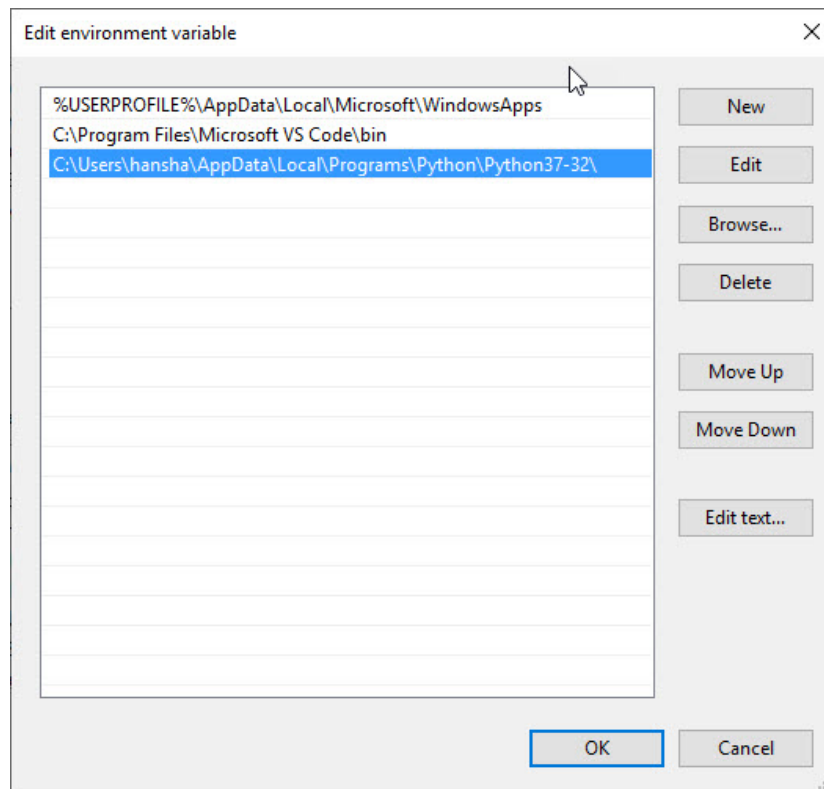 Edit environment variable
%USERPROFILE%\AppData\Local\Microsoft\WindowsApps
C:\Program Files\Microsoft VS Code\bin
C:\Users\hansha\AppData\Local\Programs\Python\Python37-32\
New
Edit
Browse...
Delete
Move Up
Move Down
Edit text...
OK
Cancel